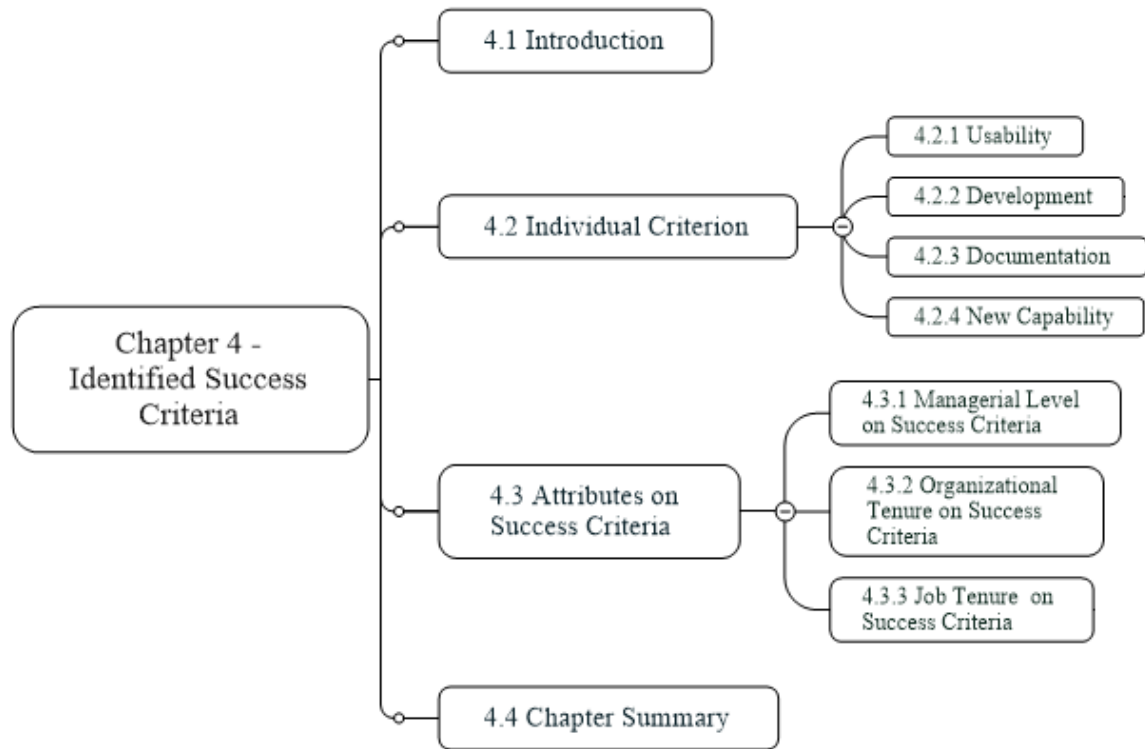 4.1 Introduction
4.2.1 Usability
4.2.2 Development
4.2 Individual Criterion
4.2.3 Documentation
4.2.4 New Capability
Chapter 4 -
Identified Success
Criteria
4.3.1 Managerial Level
on Success Criteria
4.3 Attributes on
Success Criteria
4.3.2 Organizational
Tenure on Success
Criteria
4.3.3 Job Tenure on
Success Criteria
4.4 Chapter Summary